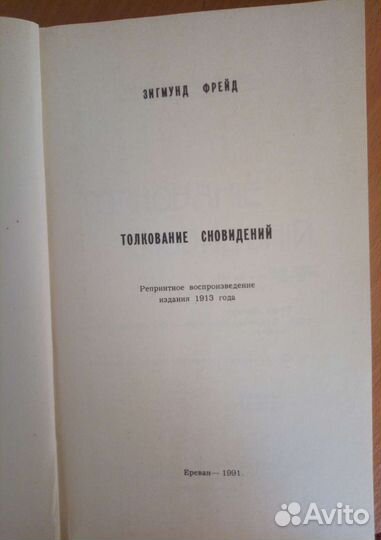 ЗИГМУНД ФРЕЙД
ТОЛКОВАНИЕ СНОВИДЕНИЙ
Репринтное воспроизведение
издания 1913 года
Ереван — 1991.
Avito